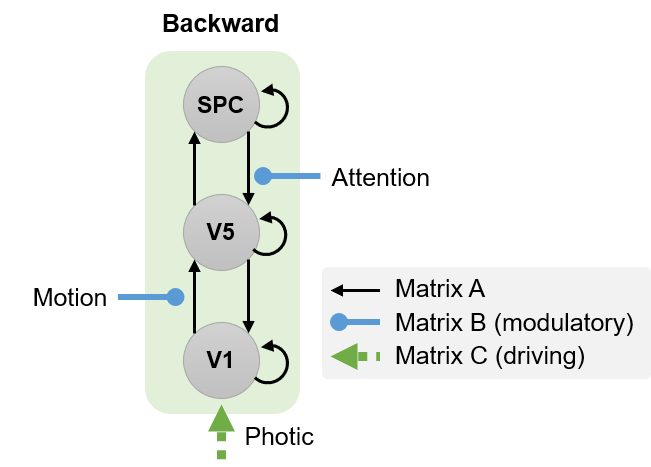 Backward
SPC
Attention
V5
Motion
Matrix A
Matrix B (modulatory)
Matrix C (driving)
V1
Photic